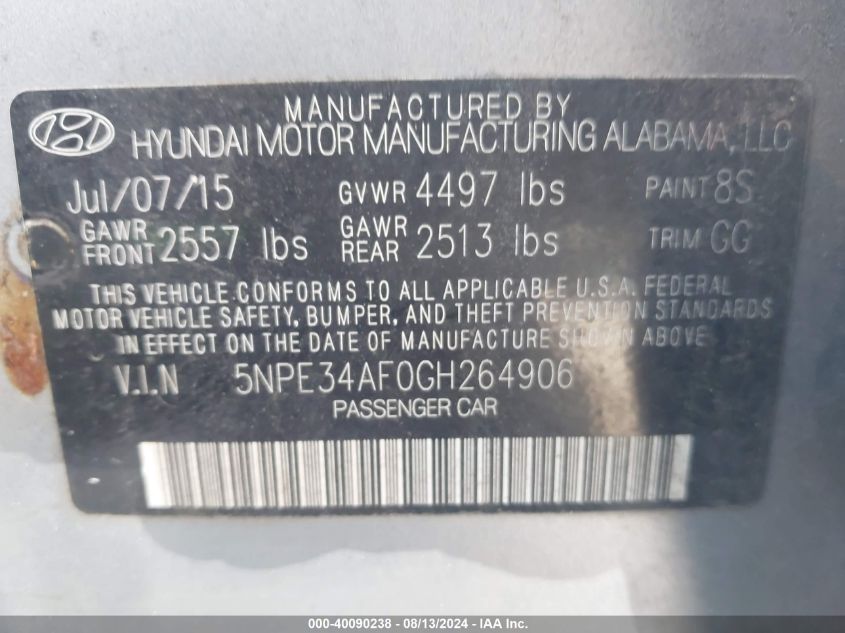 MANUFACTURED BY
HYUNDAI MOTOR MANUFACTURING ALABAMA, LLC
Jul/07/15 GVWR 4497 lbs PAINT 8S
GAWR FRONT 2557 lbs GAWR REAR 2513 lbs TRIM GG
THIS VEHICLE CONFORMS TO ALL APPLICABLE U.S.A. FEDERAL
MOTOR VEHICLE SAFETY, BUMPER, AND THEFT PREVENTION STANDARDS
IN EFFECT ON THE DATE OF MANUFACTURE SHOWN ABOVE
V.I.N 5NPE34AF0GH264906
PASSENGER CAR
000-40090238 - 08/13/2024 - IAA Inc.